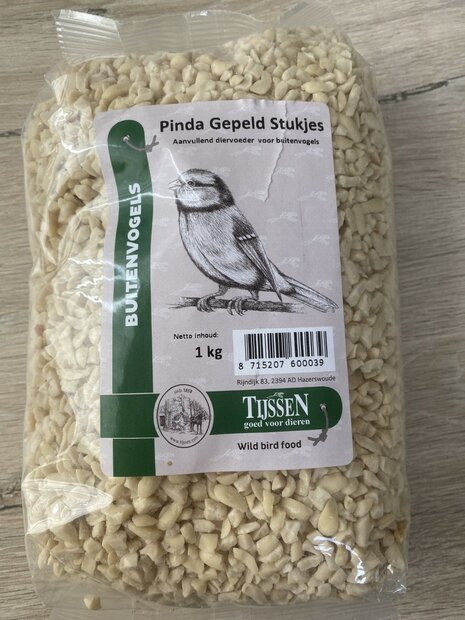 Pinda Gepeld Stukjes
Aanvullend diervoeder voor buitenvogels
BUITENVOGELS
Netto inhoud:
1 kg
8 715207 600039
Rijndijk 83, 2394 AD Hazerswoude
TIJSSEN
goed voor dieren
Wild bird food